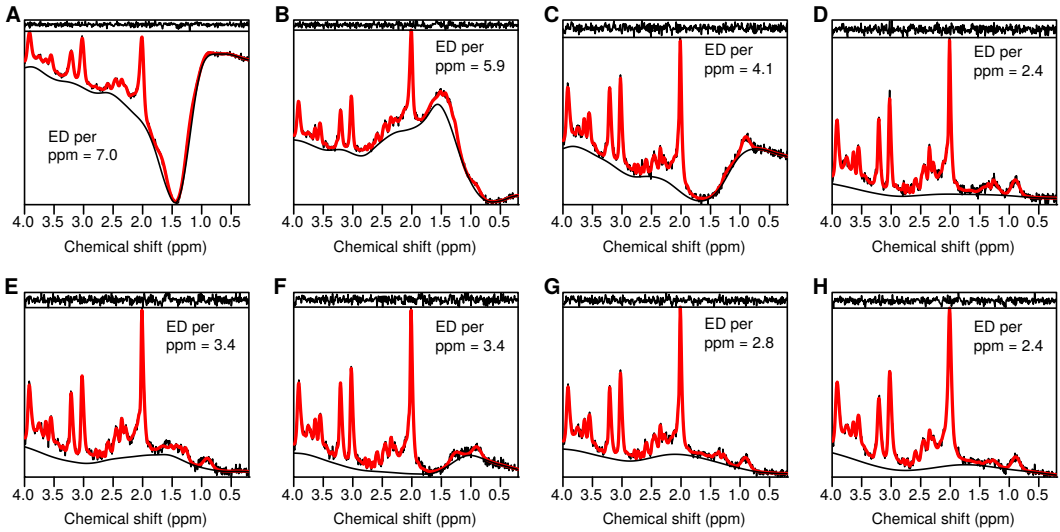 A
B
C
D
ED per
ppm = 7.0
ED per
ppm = 5.9
ED per
ppm = 4.1
ED per
ppm = 2.4
4.0 3.5 3.0 2.5 2.0 1.5 1.0 0.5
4.0 3.5 3.0 2.5 2.0 1.5 1.0 0.5
4.0 3.5 3.0 2.5 2.0 1.5 1.0 0.5
4.0 3.5 3.0 2.5 2.0 1.5 1.0 0.5
Chemical shift (ppm)
Chemical shift (ppm)
Chemical shift (ppm)
Chemical shift (ppm)
E
F
G
H
ED per
ppm = 3.4
ED per
ppm = 3.4
ED per
ppm = 2.8
ED per
ppm = 2.4
4.0 3.5 3.0 2.5 2.0 1.5 1.0 0.5
4.0 3.5 3.0 2.5 2.0 1.5 1.0 0.5
4.0 3.5 3.0 2.5 2.0 1.5 1.0 0.5
4.0 3.5 3.0 2.5 2.0 1.5 1.0 0.5
Chemical shift (ppm)
Chemical shift (ppm)
Chemical shift (ppm)
Chemical shift (ppm)